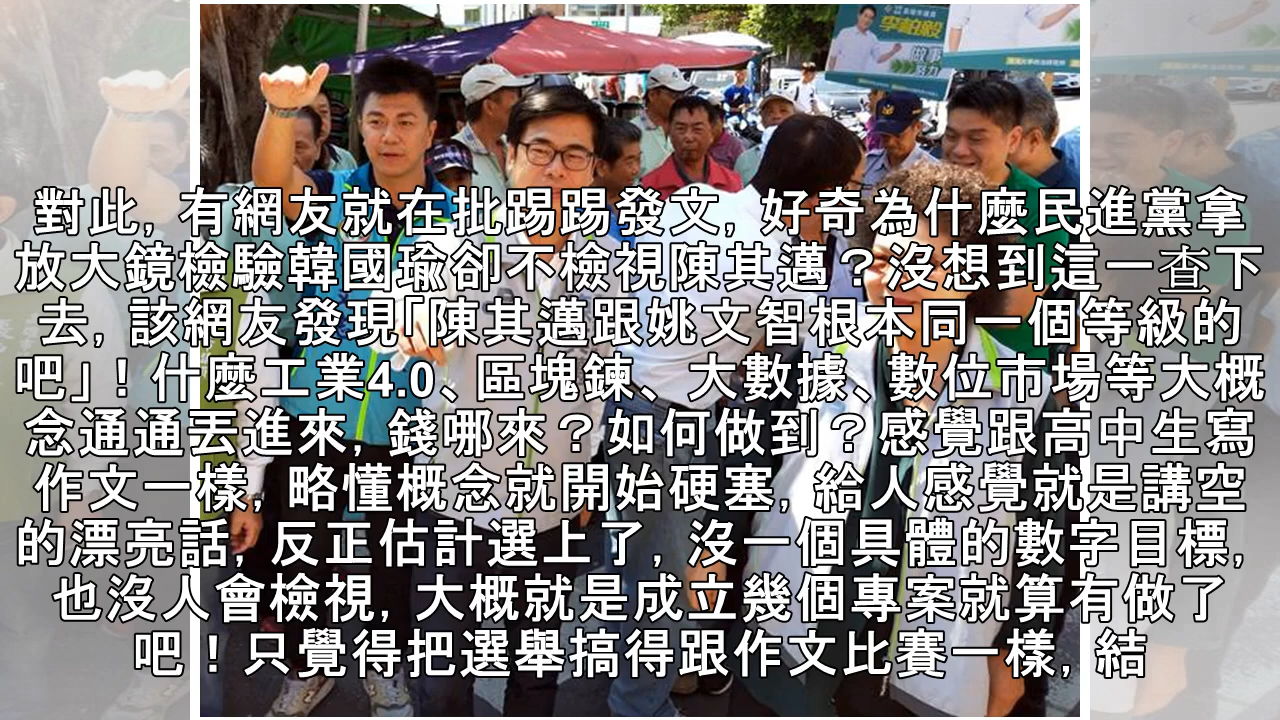 李柏毅
做事
努力
對此, 有網友就在批踢踢發文, 好奇為什麼民進黨拿
放大鏡檢驗韓國瑜卻不檢視陳其邁？沒想到這一查下
去, 該網友發現「陳其邁跟姚文智根本同一個等級的
吧」！什麼工業4.0、區塊鍊、大數據、數位市場等大概
念通通丟進來, 錢哪來？如何做到？感覺跟高中生寫
作文一樣, 略懂概念就開始硬塞, 給人感覺就是講空
的漂亮話, 反正估計選上了, 沒一個具體的數字目標,
也沒人會檢視, 大概就是成立幾個專案就算有做了
吧！只覺得把選舉搞得跟作文比賽一樣, 結